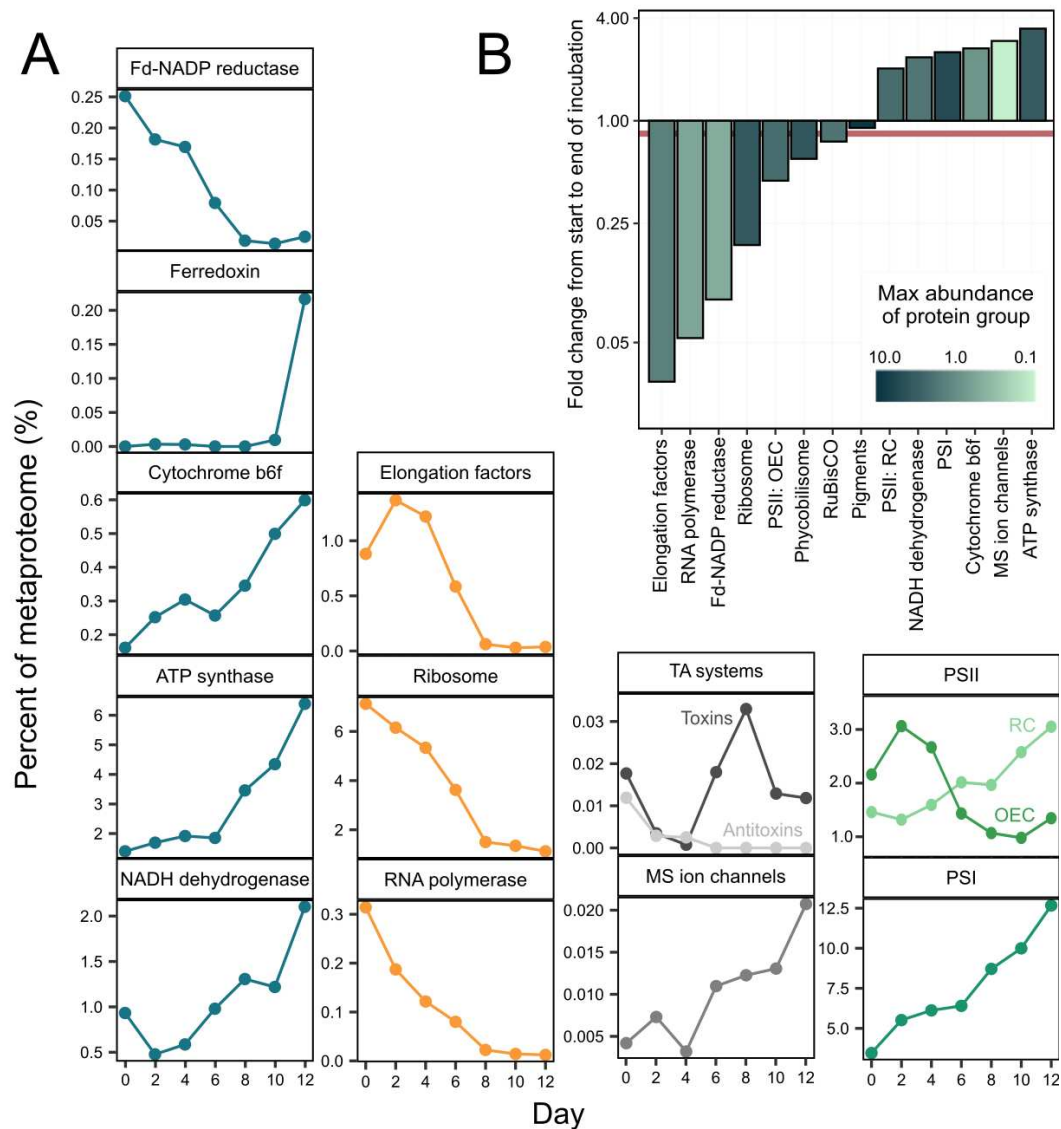 A
Percent of metaproteome (%)
Fd-NADP reductase
0.25
0.20
0.15
0.10
0.05
Ferredoxin
0.20
0.15
0.10
0.05
0.00
Cytochrome b6f
0.6
0.5
0.4
0.3
0.2
ATP synthase
6
5
4
3
2
NADH dehydrogenase
2.0
1.5
1.0
0.5
0 2 4 6 8 10 12
Elongation factors
1.0
0.5
0.0
Ribosome
6
4
2
RNA polymerase
0.3
0.2
0.1
0.0
0 2 4 6 8 10 12
TA systems
0.03
0.02
0.01
0.00
Toxins
Antitoxins
MS ion channels
0.020
0.015
0.010
0.005
0 2 4 6 8 10 12
PSII
3.0
2.0
1.0
RC
OEC
PSI
12.5
10.0
7.5
5.0
0 2 4 6 8 10 12
Day
B
Fold change from start to end of incubation
4.00
1.00
0.25
0.05
Max abundance
of protein group
10.0 1.0 0.1
Elongation factors
RNA polymerase
Fd-NADP reductase
Ribosome
PSII: OEC
Phycobilisome
RuBisCO
Pigments
PSII: RC
NADH dehydrogenase
PSI
Cytochrome b6f
MS ion channels
ATP synthase